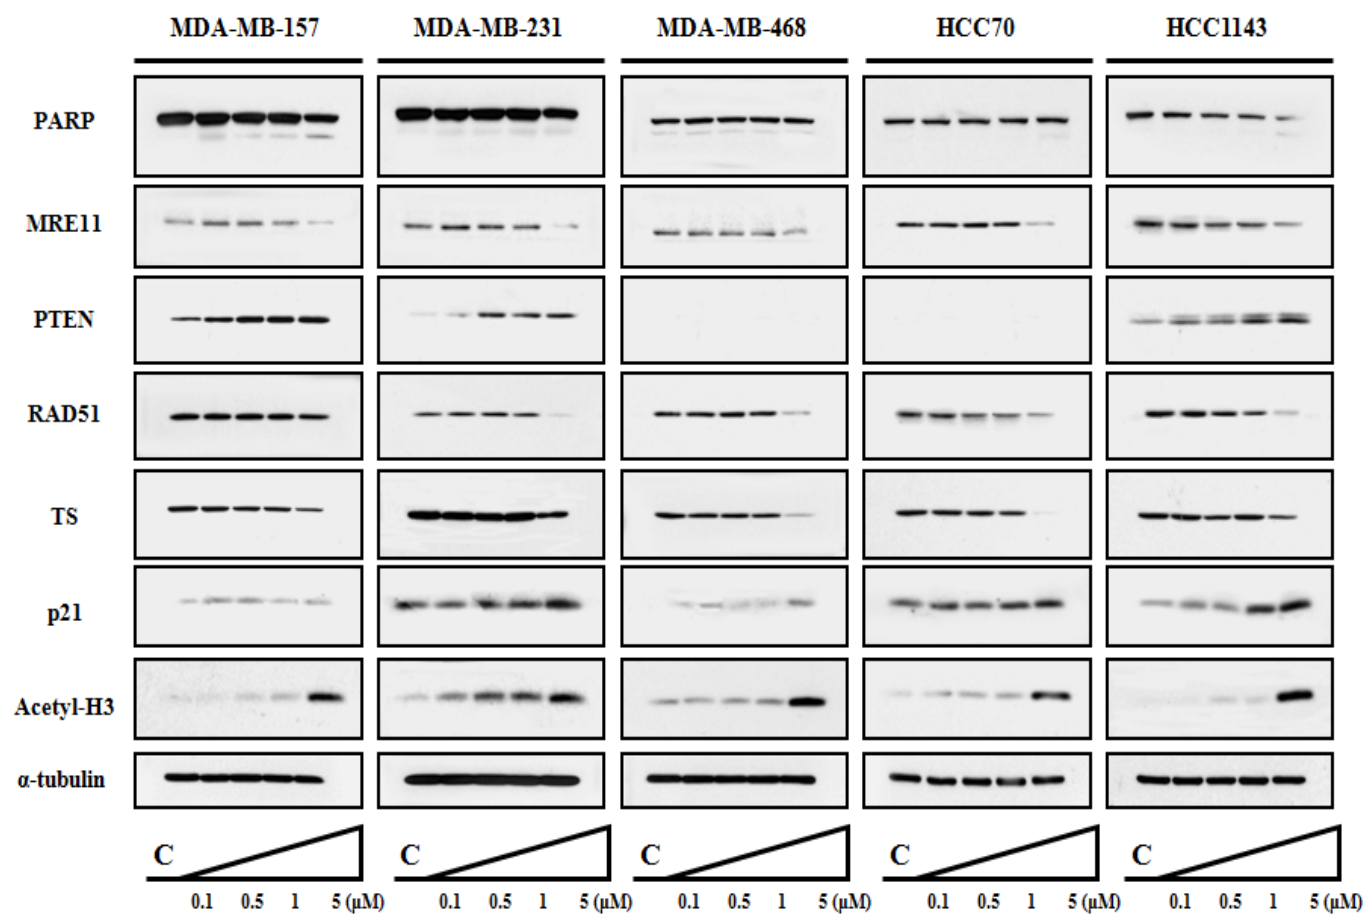 MDA-MB-157 MDA-MB-231 MDA-MB-468 HCC70 HCC1143
PARP
MRE11
PTEN
RAD51
TS
p21
Acetyl-H3
α-tubulin
C C C C C
0.1 0.5 1 5 (μM) 0.1 0.5 1 5 (μM) 0.1 0.5 1 5 (μM) 0.1 0.5 1 5 (μM) 0.1 0.5 1 5 (μM)